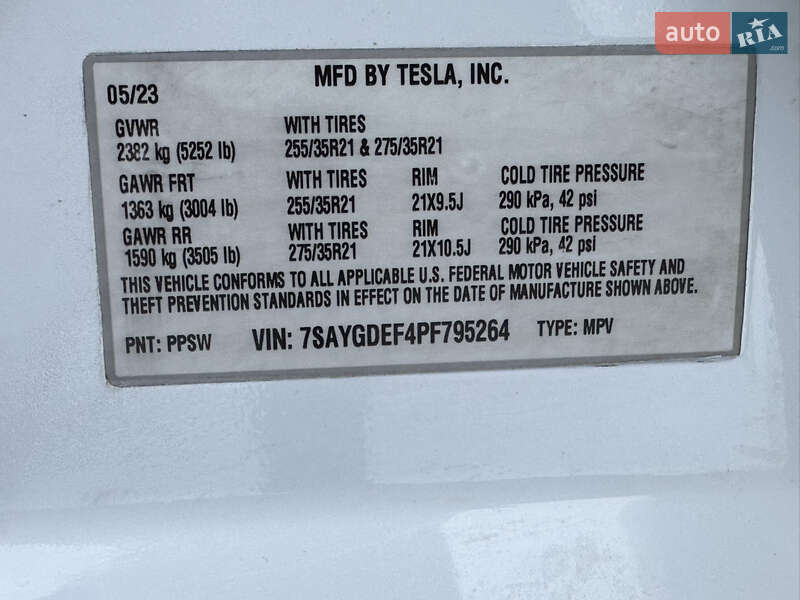 auto RIA
MFD BY TESLA, INC.
05/23
GVWR WITH TIRES
2382 kg (5252 lb) 255/35R21 & 275/35R21
GAWR FRT WITH TIRES RIM COLD TIRE PRESSURE
1363 kg (3004 lb) 255/35R21 21X9.5J 290 kPa, 42 psi
GAWR RR WITH TIRES RIM COLD TIRE PRESSURE
1590 kg (3505 lb) 275/35R21 21X10.5J 290 kPa, 42 psi
THIS VEHICLE CONFORMS TO ALL APPLICABLE U.S. FEDERAL MOTOR VEHICLE SAFETY AND
THEFT PREVENTION STANDARDS IN EFFECT ON THE DATE OF MANUFACTURE SHOWN ABOVE.
PNT: PPSW VIN: 7SAYGDEF4PF795264 TYPE: MPV